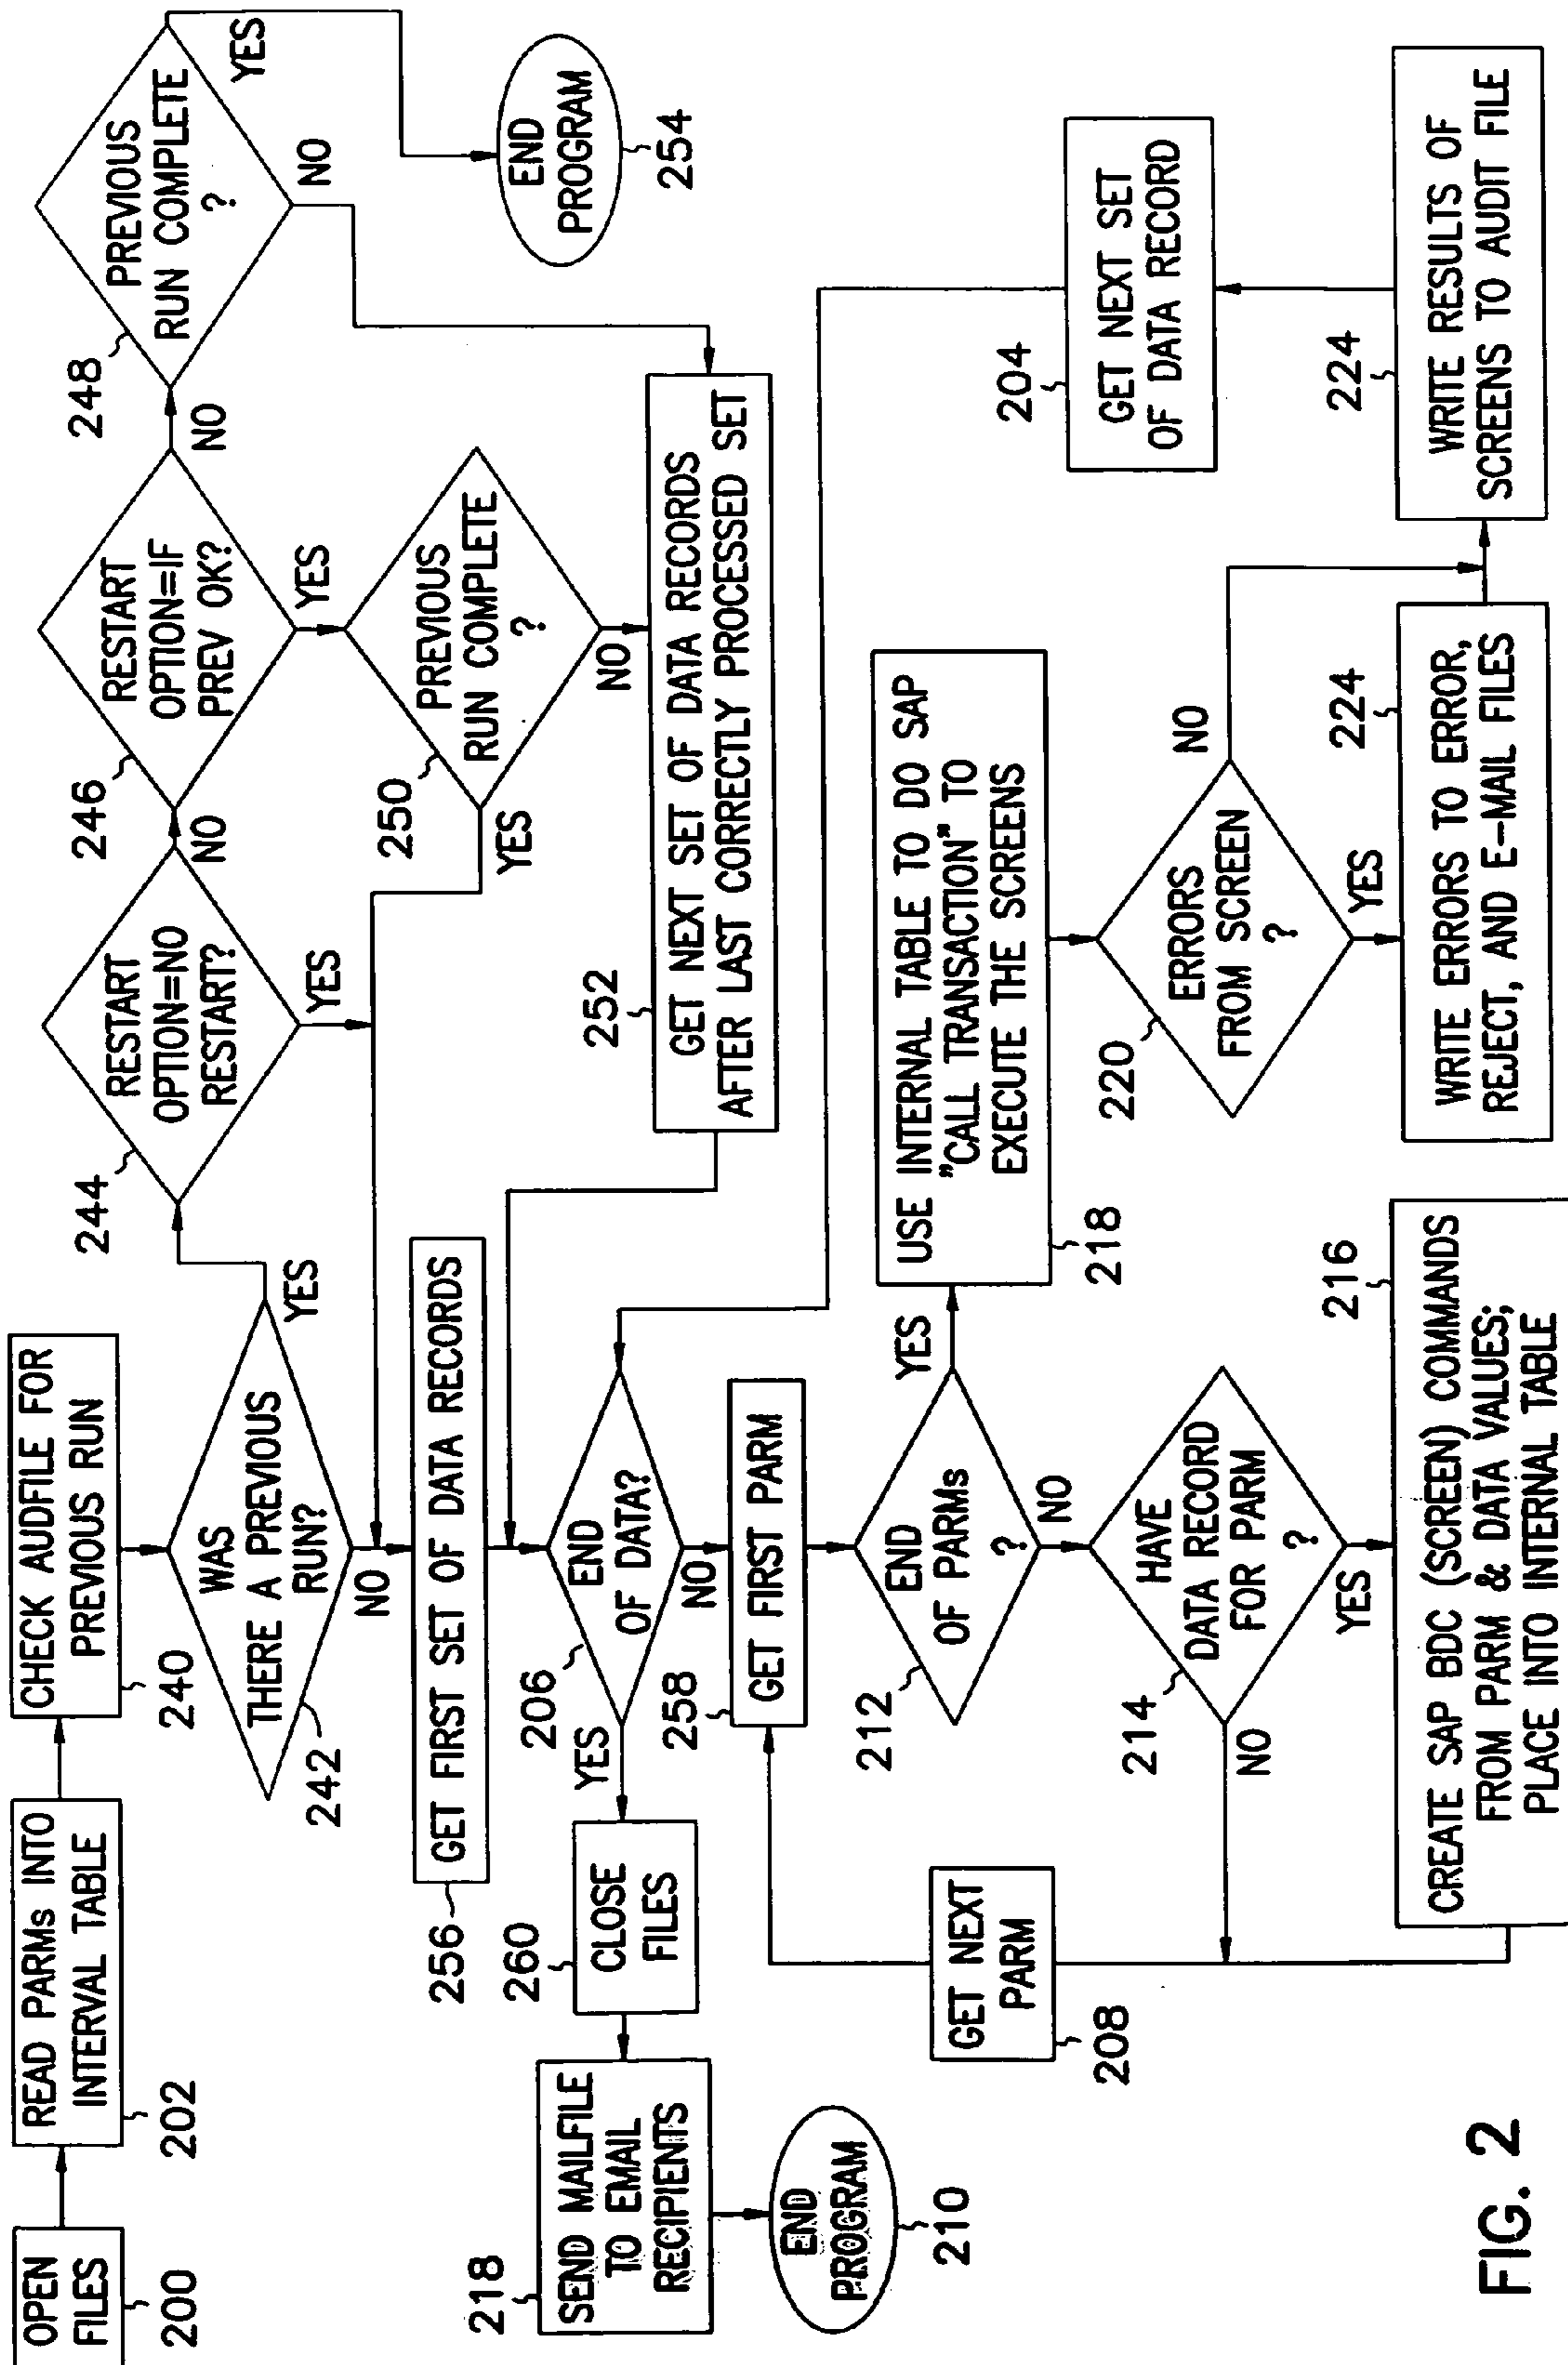 OPEN
FILES
200
READ PARMs INTO
INTERVAL TABLE
202
CHECK AUDFILE FOR
PREVIOUS RUN
240
WAS
THERE A PREVIOUS
RUN?
242
YES
NO
RESTART
OPTION=NO
RESTART?
244
NO
YES
RESTART
OPTION=IF
PREV OK?
246
NO
YES
PREVIOUS
RUN COMPLETE
?
248
YES
NO
END
PROGRAM
254
PREVIOUS
RUN COMPLETE
?
250
YES
NO
GET NEXT SET OF DATA RECORDS
AFTER LAST CORRECTLY PROCESSED SET
252
GET FIRST SET OF DATA RECORDS
256
END
OF DATA?
206
YES
NO
CLOSE
FILES
260
SEND MAILFILE
TO EMAIL
RECIPIENTS
218
END
PROGRAM
210
GET FIRST PARM
258
END
OF PARMs
?
212
YES
NO
HAVE
DATA RECORD
FOR PARM
?
214
NO
YES
GET NEXT
PARM
208
CREATE SAP BDC (SCREEN) COMMANDS
FROM PARM & DATA VALUES;
PLACE INTO INTERNAL TABLE
216
USE INTERNAL TABLE TO DO SAP
"CALL TRANSACTION" TO
EXECUTE THE SCREENS
218
ERRORS
FROM SCREEN
?
220
NO
YES
WRITE ERRORS TO ERROR,
REJECT, AND E-MAIL FILES
224
WRITE RESULTS OF
SCREENS TO AUDIT FILE
224
GET NEXT SET
OF DATA RECORD
204
FIG. 2